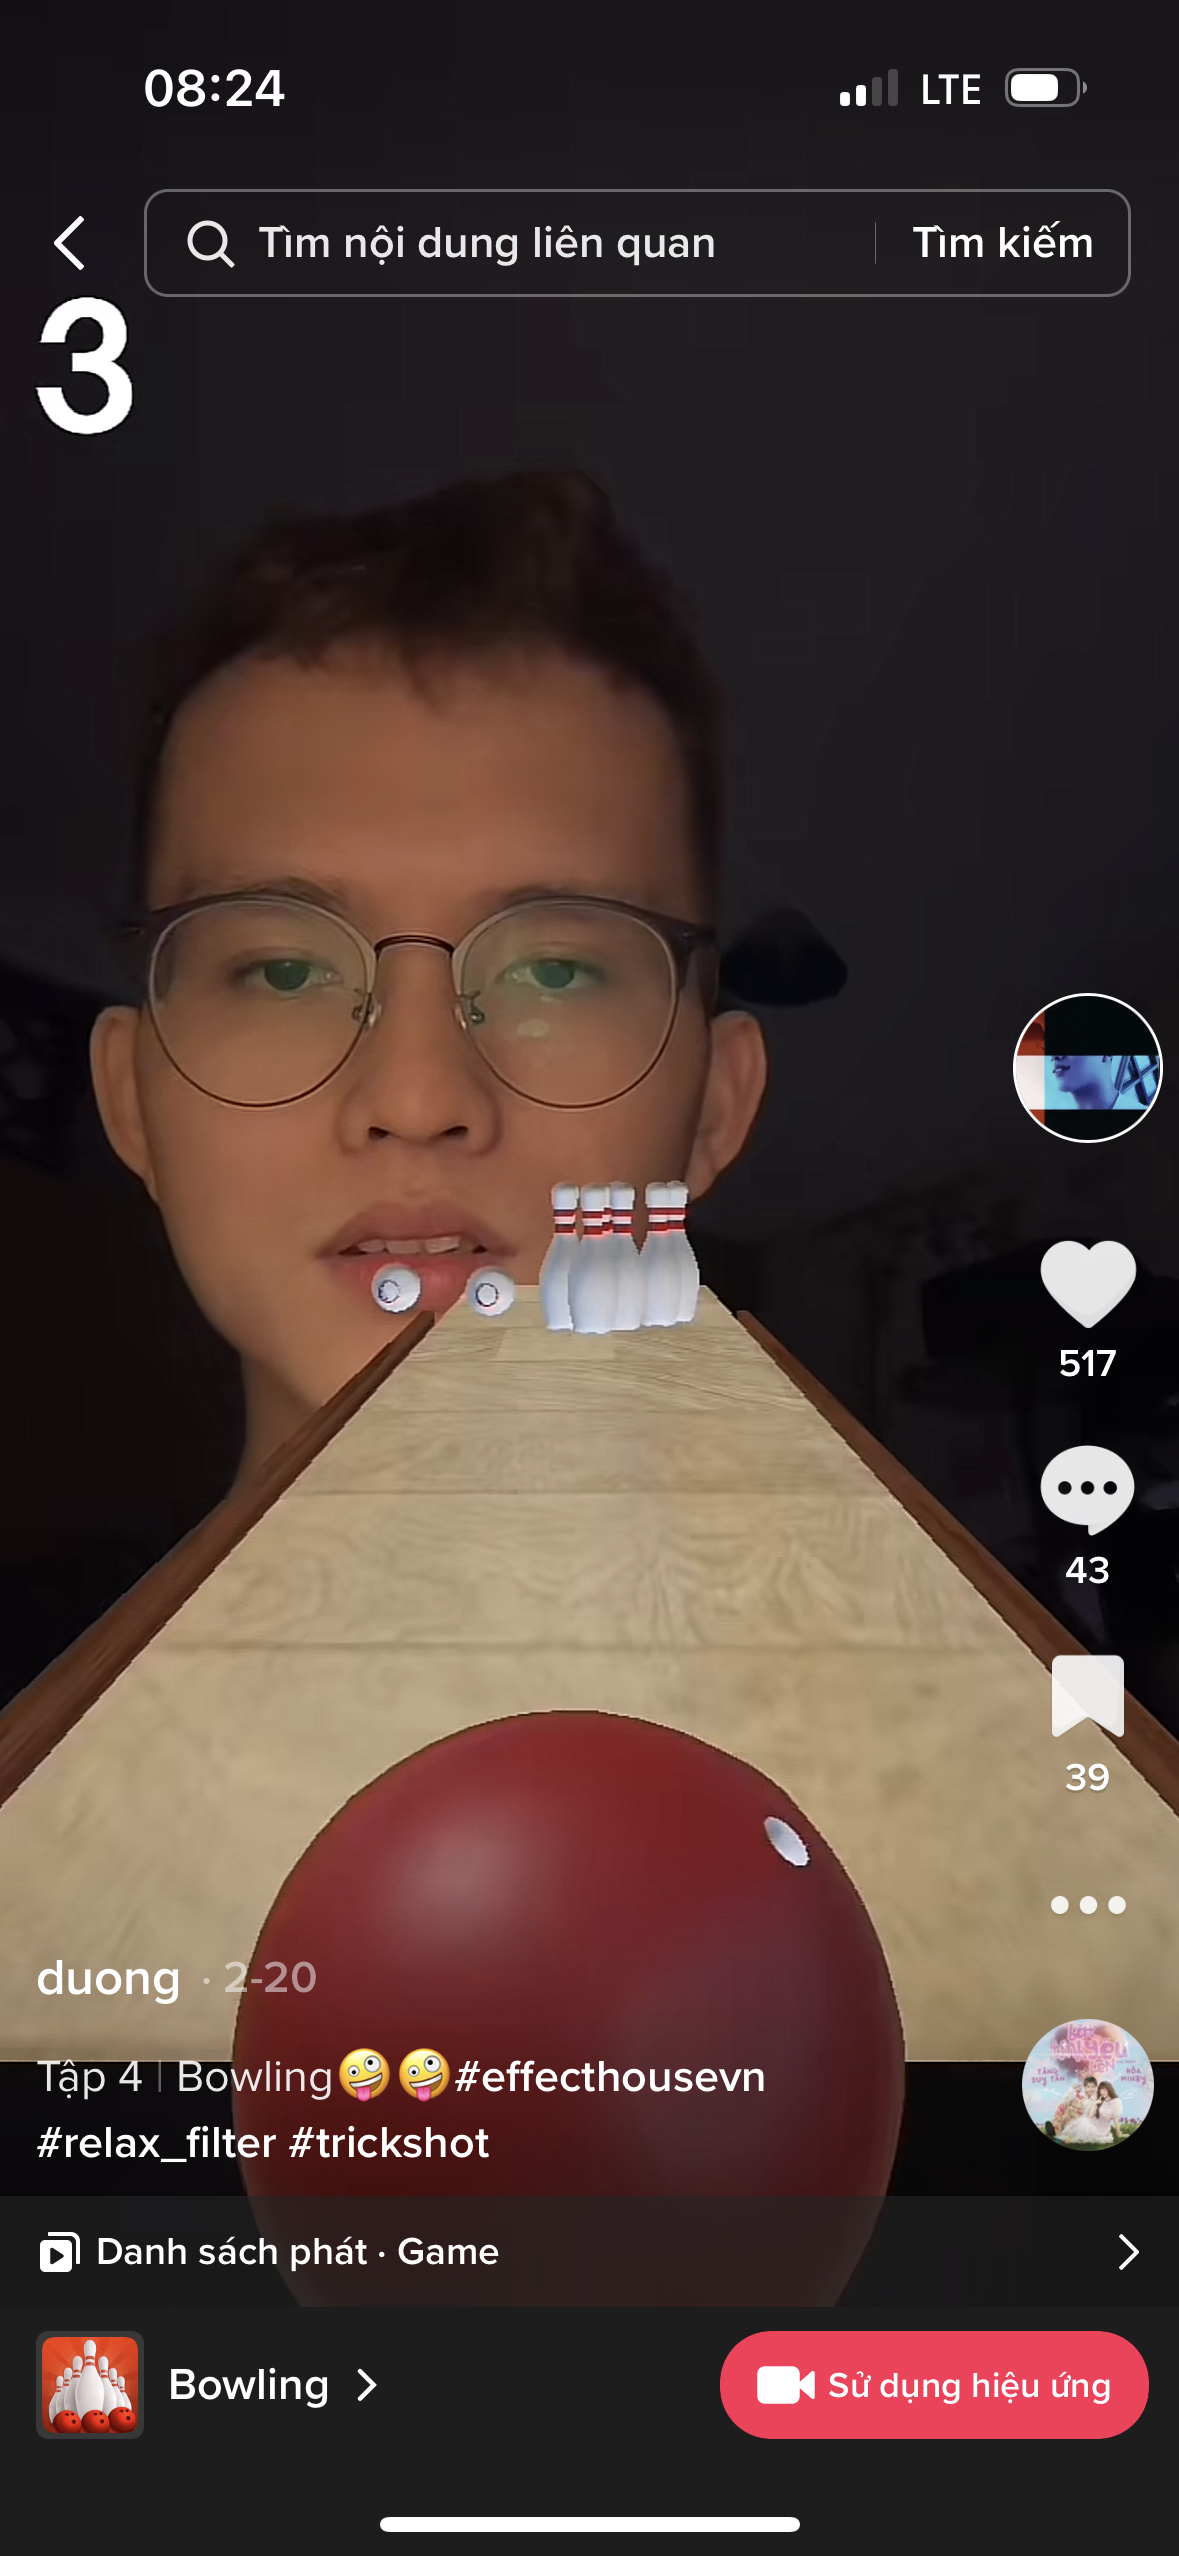 08:24
LTE
Tìm nội dung liên quan
Tìm kiếm
3
517
43
39
duong · 2-20
Tập 4 | Bowling🤪🤪#effecthousevn
#relax_filter #trickshot
Danh sách phát · Game
Bowling
Sử dụng hiệu ứng